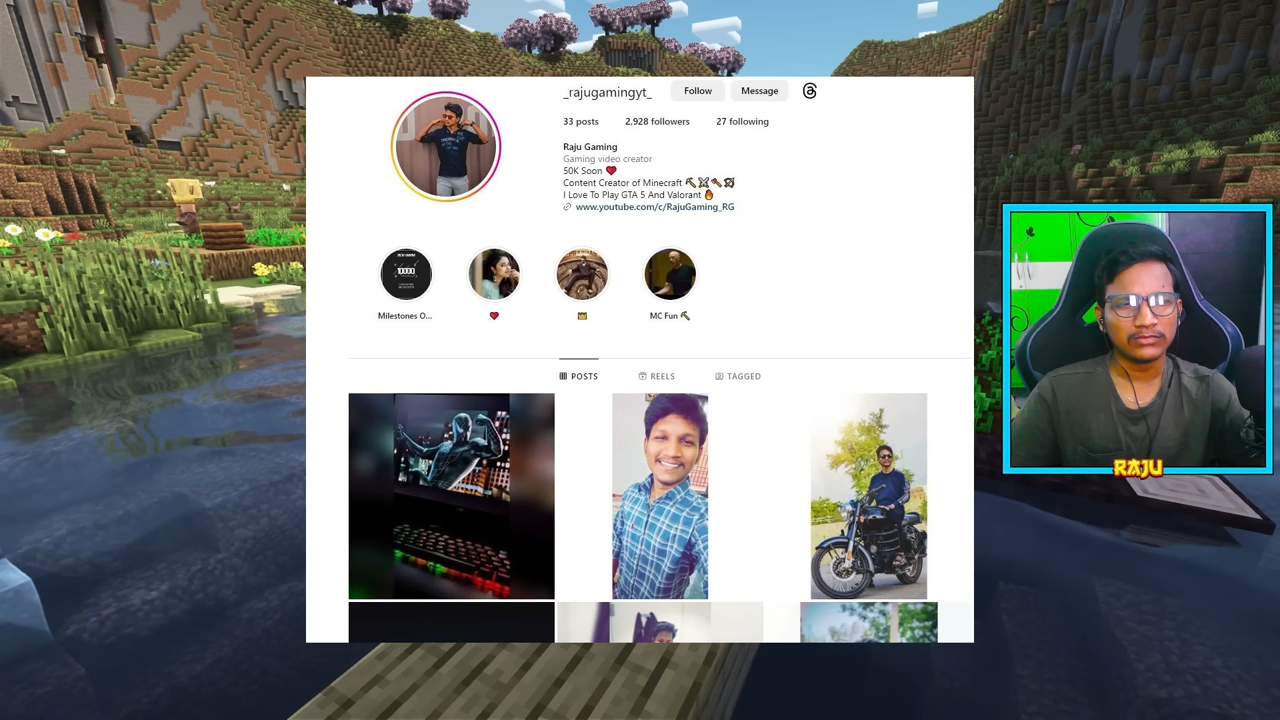 _rajugamingyt_ Follow Message
33 posts 2,928 followers 27 following
Raju Gaming
Gaming video creator
50K Soon ❤️
Content Creator of Minecraft ⛏️⚔️🪓🛡️
I Love To Play GTA 5 And Valorant 🔥
www.youtube.com/c/RajuGaming_RG
10000
Milestones O... ❤️ 👑 MC Fun ⛏️
POSTS REELS TAGGED
RAJU